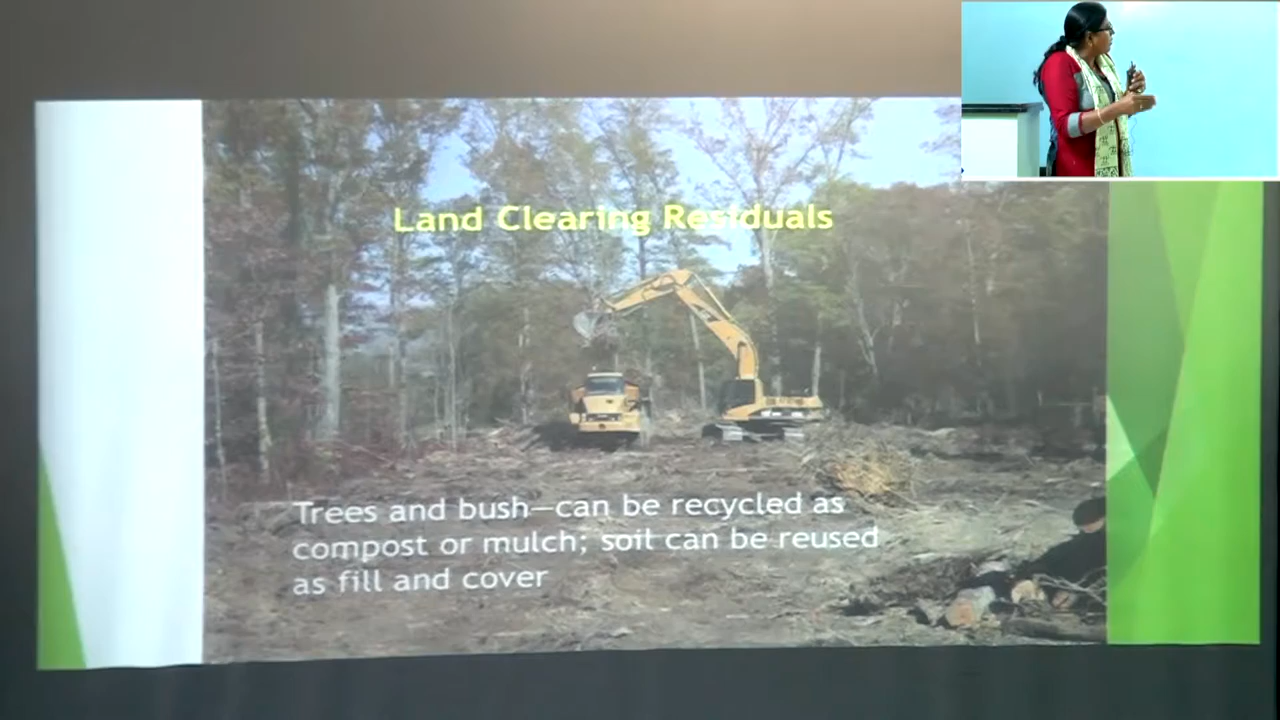 Land Clearing Residuals
Trees and bush—can be recycled as
compost or mulch; soil can be reused
as fill and cover